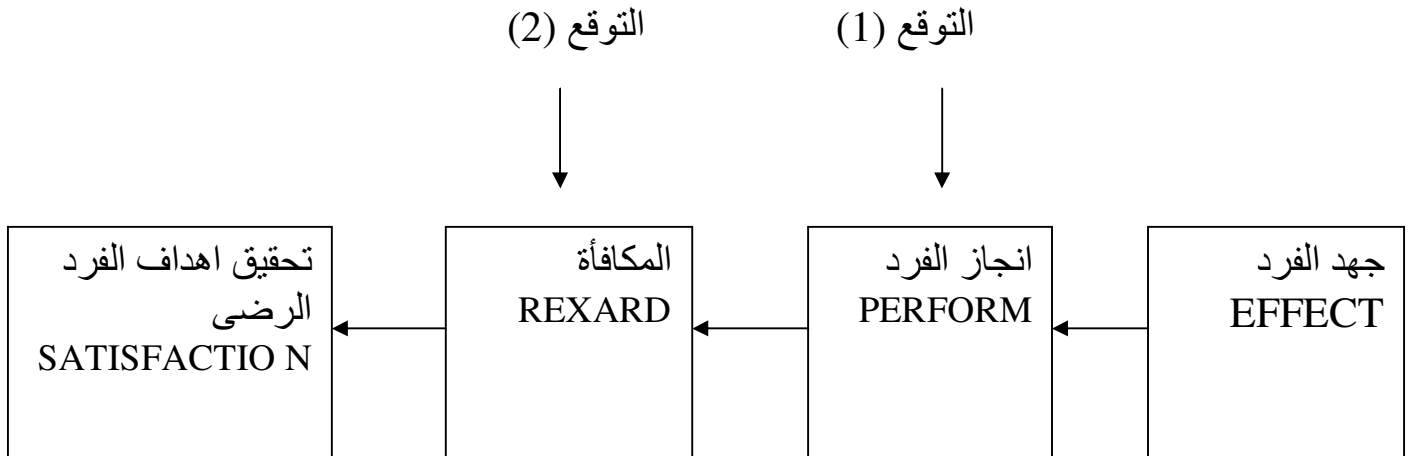 التوقع (1)
التوقع (2)
جهد الفرد
EFFECT
انجاز الفرد
PERFORM
المكافأة
REXARD
تحقيق اهداف الفرد
الرضى
SATISFACTIO N